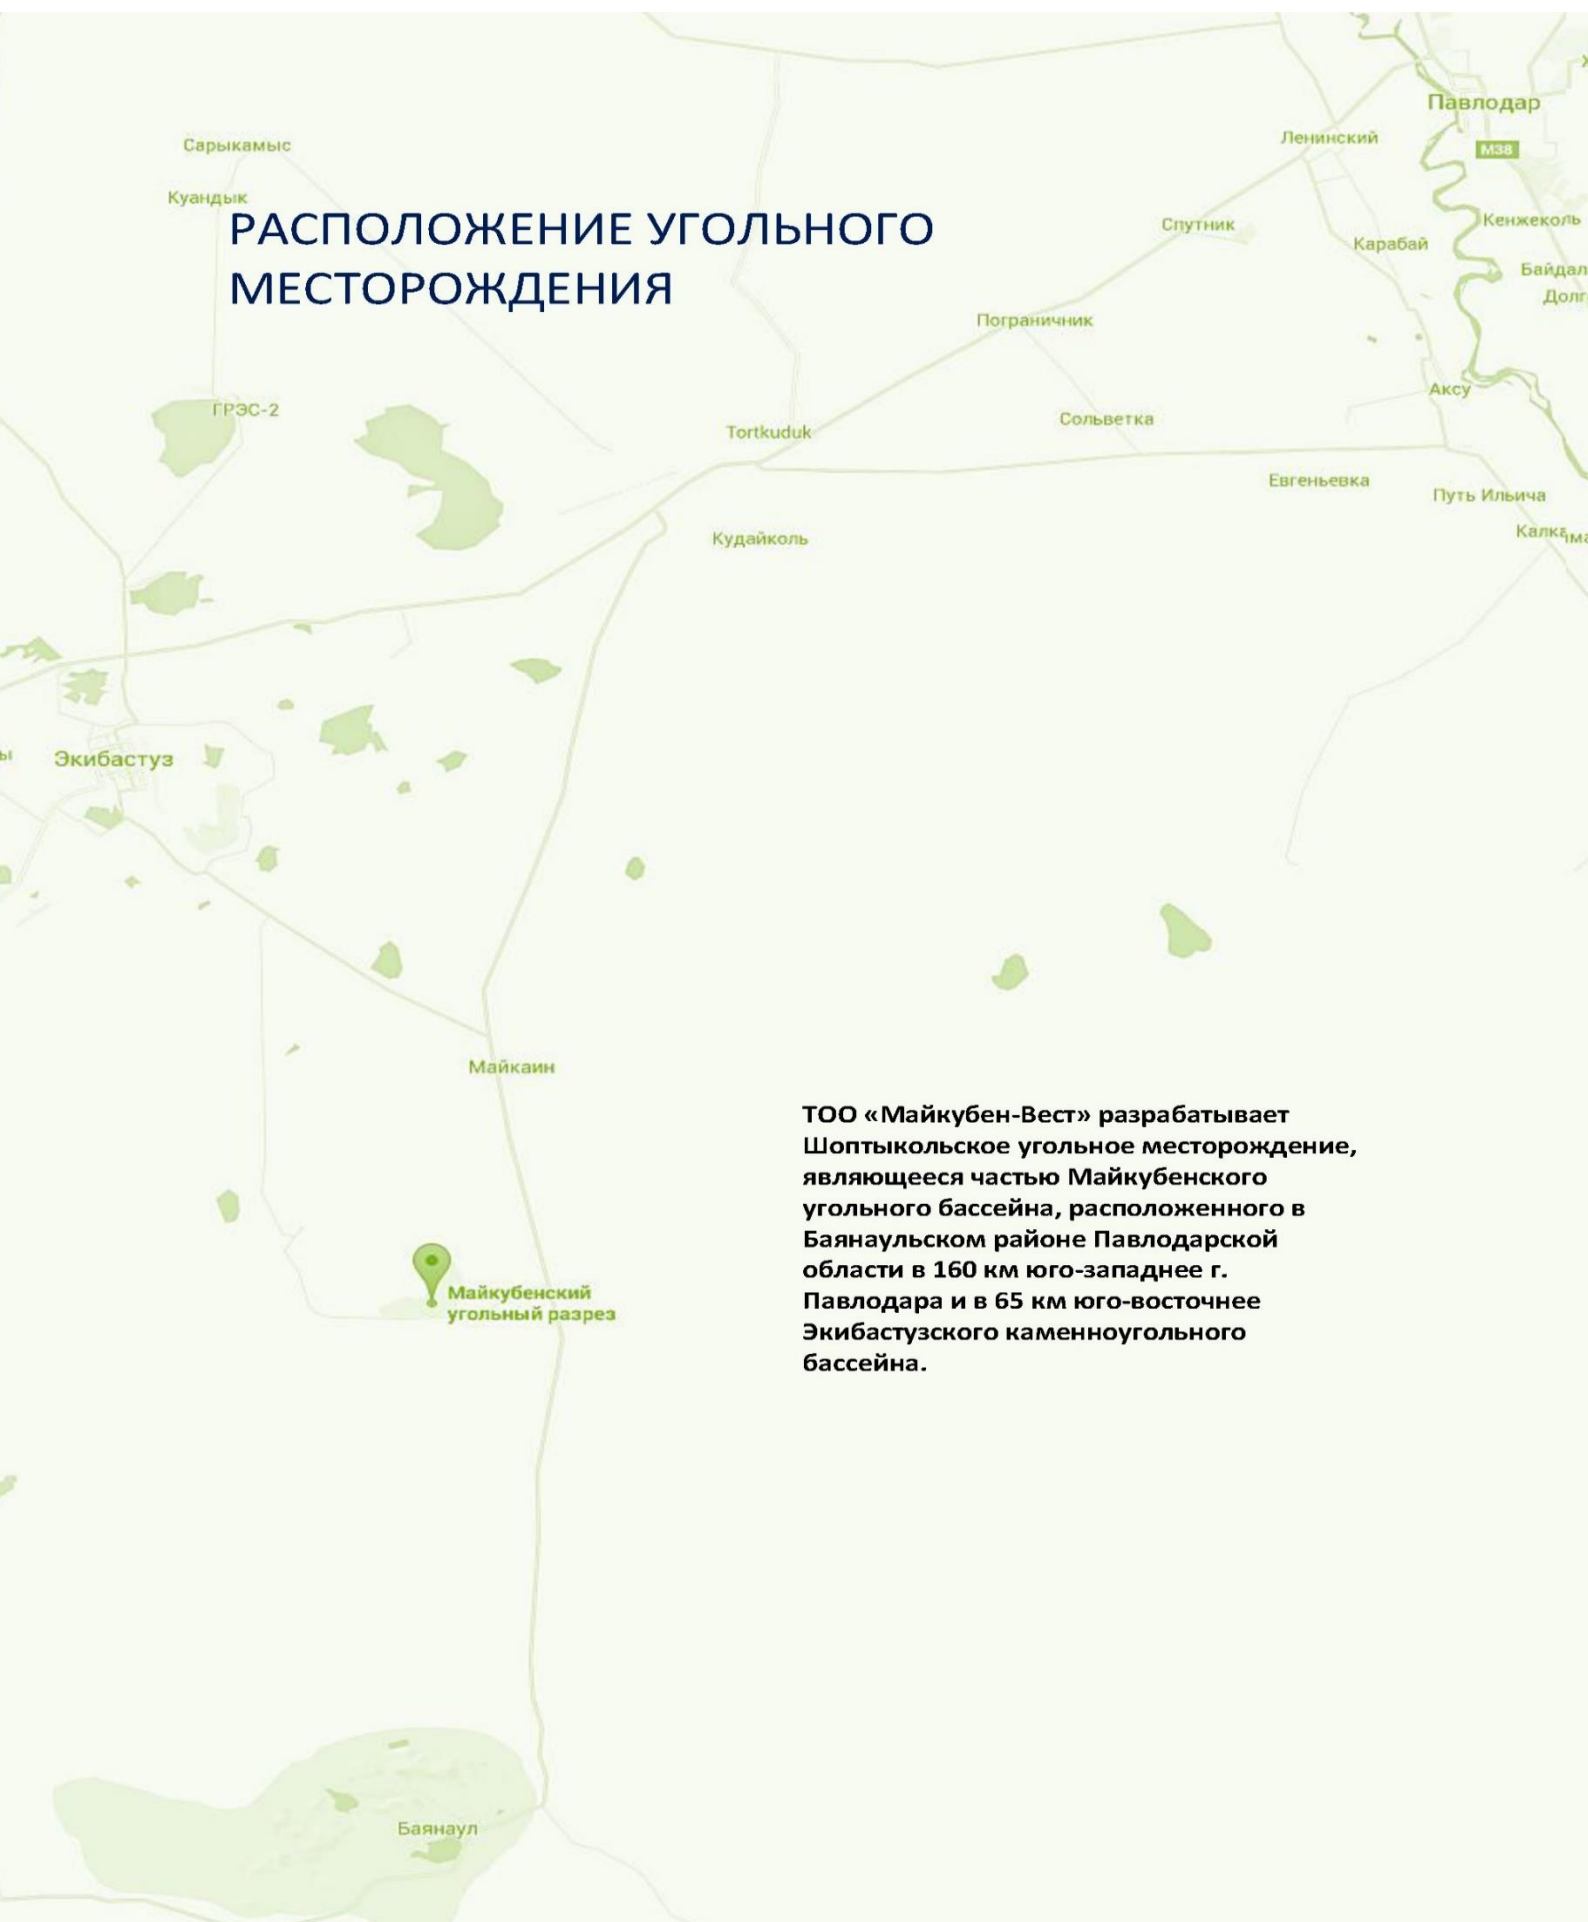 Павлодар
Ленинский
Сарыкамыс
M38
Куандык
РАСПОЛОЖЕНИЕ УГОЛЬНОГО
МЕСТОРОЖДЕНИЯ
Спутник
Кенжеколь
Карабай
Байдал
Долг
Пограничник
Аксу
ГРЭС-2
Сольветка
Tortkuduk
Евгеньевка
Путь Ильича
Кудайколь
Экибастуз
Майкаин
ТОО «Майкубен-Вест» разрабатывает
Шоптыкольское угольное месторождение,
являющееся частью Майкубенского
угольного бассейна, расположенного в
Баянаульском районе Павлодарской
области в 160 км юго-западнее г.
Павлодара и в 65 км юго-восточнее
Экибастузского каменноугольного
бассейна.
Майкубенский
угольный разрез
Баянаул